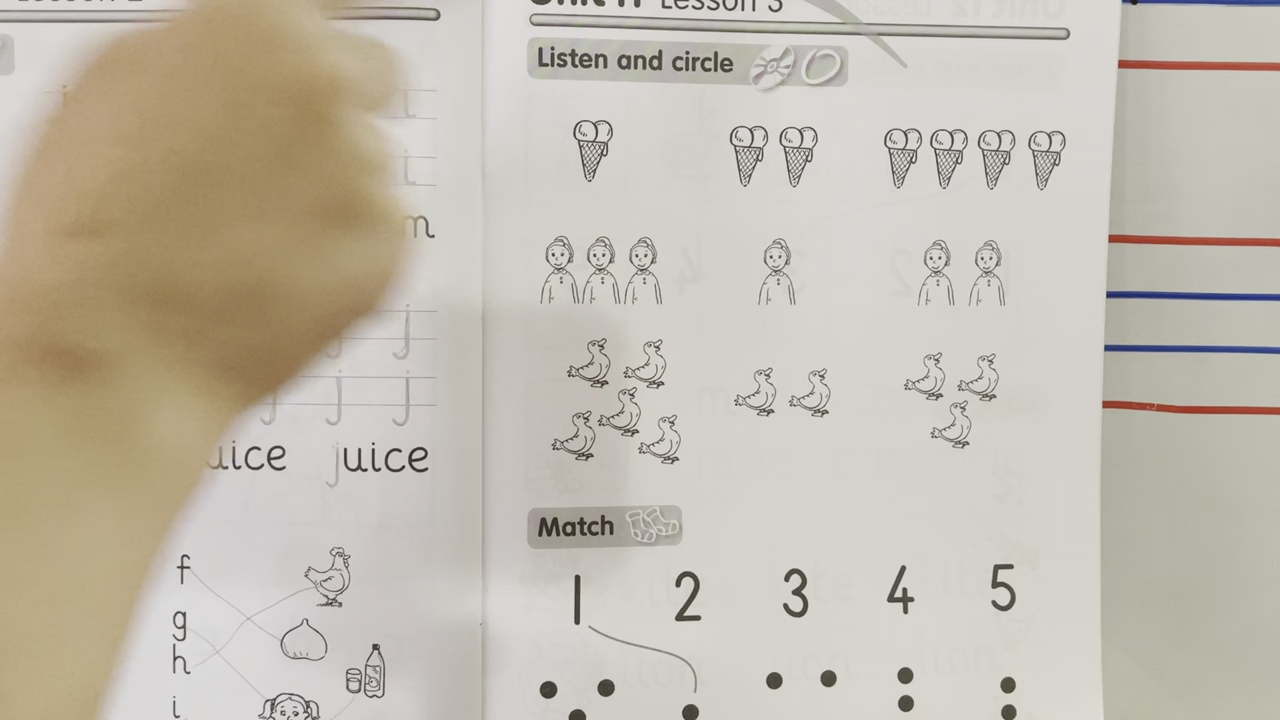 i
i
m
j
j j
uice juice
f
g
h
i
Lesson 3
Listen and circle
Match
1 2 3 4 5